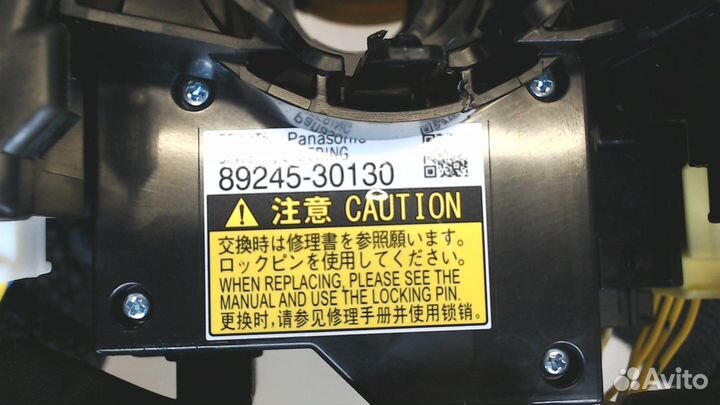 Panasonic
89245-30130
注意 CAUTION
交換時は修理書を参照願います。
ロックピンを使用してください。
WHEN REPLACING, PLEASE SEE THE
MANUAL AND USE THE LOCKING PIN.
更换时,请参见修理手册并使用锁销。
Avito